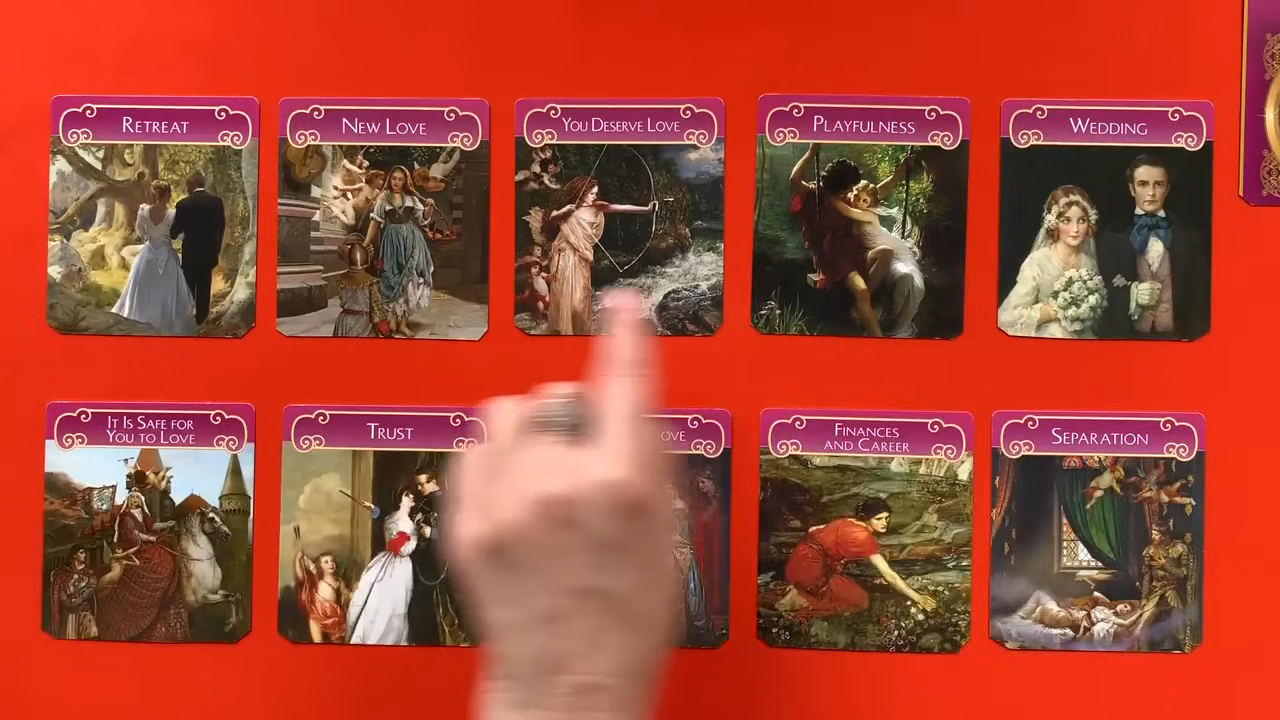 RETREAT
NEW LOVE
YOU DESERVE LOVE
PLAYFULNESS
WEDDING
IT IS SAFE FOR
YOU TO LOVE
TRUST
FINANCES
AND CAREER
SEPARATION